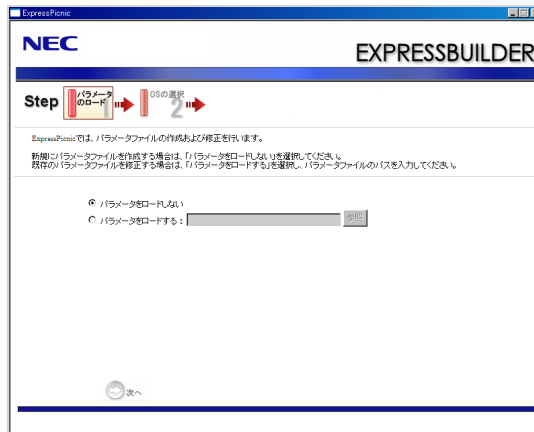 ExpressPicnic
NEC
EXPRESSBUILDER
Step パラメータのロード 1 OSの選択 2
ExpressPicnicでは、パラメータファイルの作成および修正を行います。
新規にパラメータファイルを作成する場合は、「パラメータをロードしない」を選択してください。
既存のパラメータファイルを修正する場合は、「パラメータをロードする」を選択し、パラメータファイルのパスを入力してください。
パラメータをロードしない
パラメータをロードする： 参照
次へ